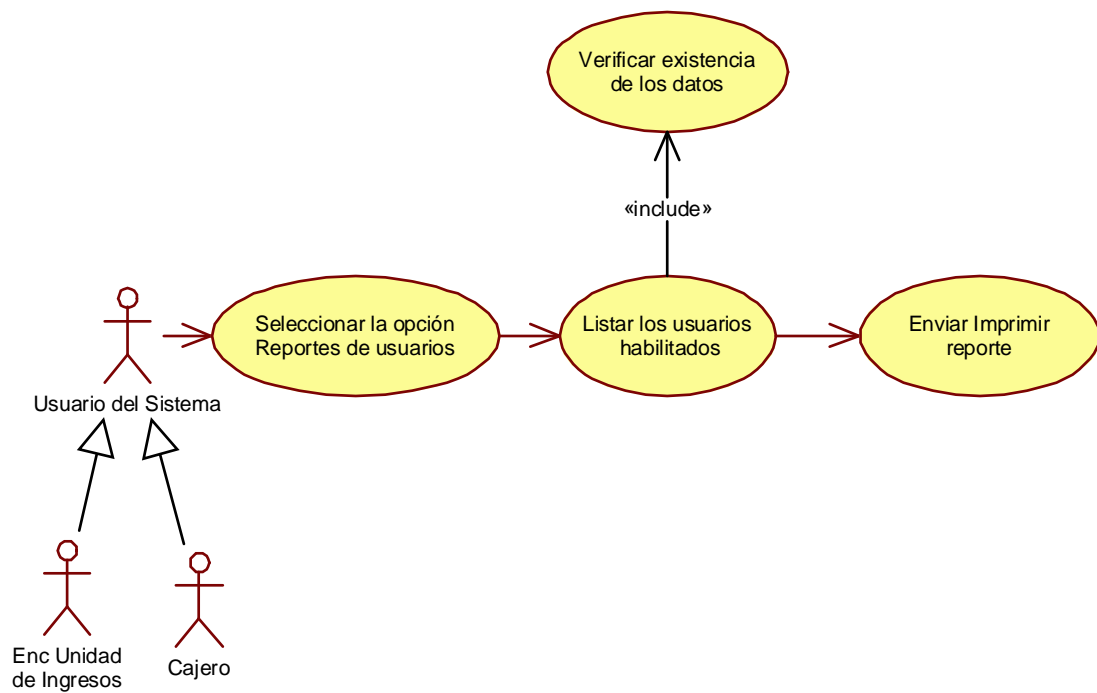 Verificar existencia
de los datos
«include»
Seleccionar la opción
Reportes de usuarios
Listar los usuarios
habilitados
Enviar Imprimir
reporte
Usuario del Sistema
Enc Unidad
de Ingresos
Cajero